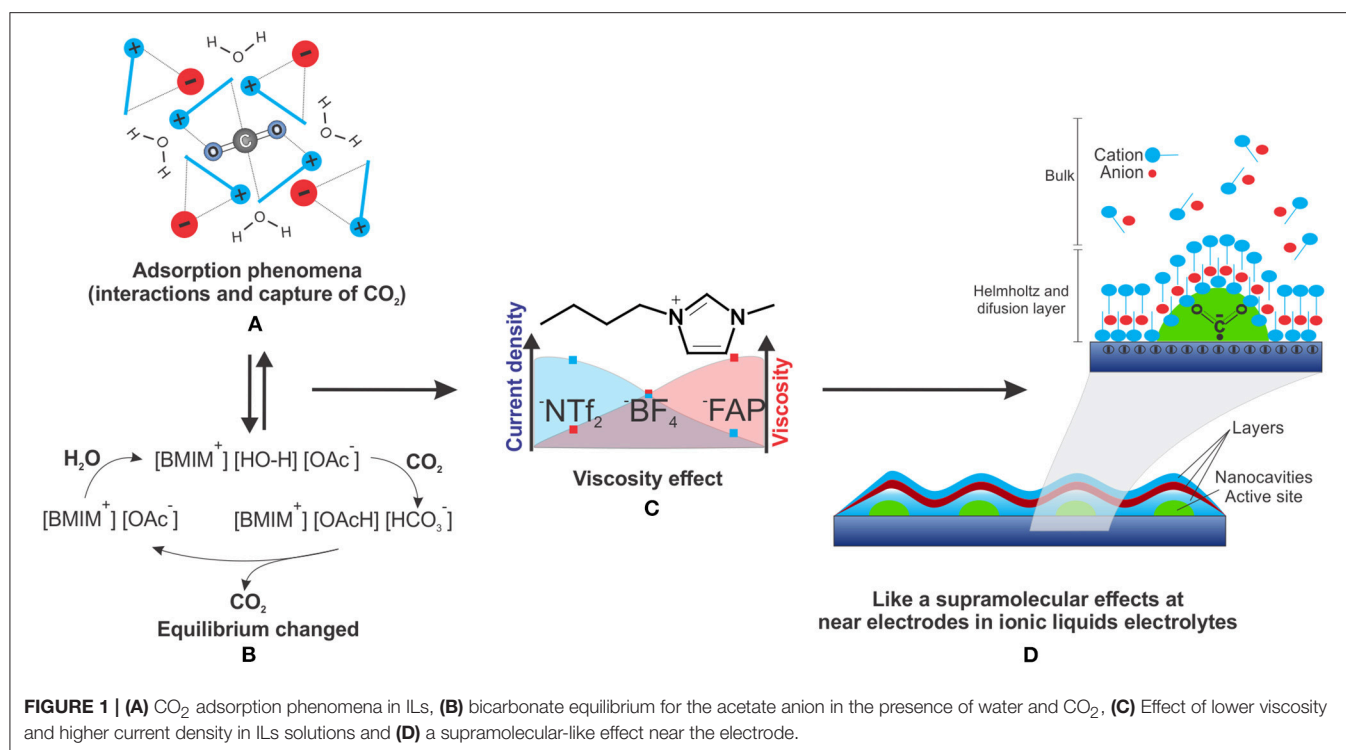 H H
O
+ − + −
+ +
C
O O
H O H
H O H
+ +
− + − +
O
H H
Adsorption phenomena
(interactions and capture of CO₂)
A
H₂O
[BMIM⁺] [HO-H] [OAc⁻]
CO₂
[BMIM⁺] [OAc⁻]
[BMIM⁺] [OAcH] [HCO₃⁻]
CO₂
Equilibrium changed
B
N + N
Current density
Viscosity
⁻NTf₂
⁻BF₄
⁻FAP
Viscosity effect
C
Bulk
Cation
Anion
Helmholtz and
difusion layer
O C O
−
Layers
Nanocavities
Active site
Like a supramolecular effects at
near electrodes in ionic liquids electrolytes
D
FIGURE 1 | (A) CO₂ adsorption phenomena in ILs, (B) bicarbonate equilibrium for the acetate anion in the presence of water and CO₂, (C) Effect of lower viscosity
and higher current density in ILs solutions and (D) a supramolecular-like effect near the electrode.